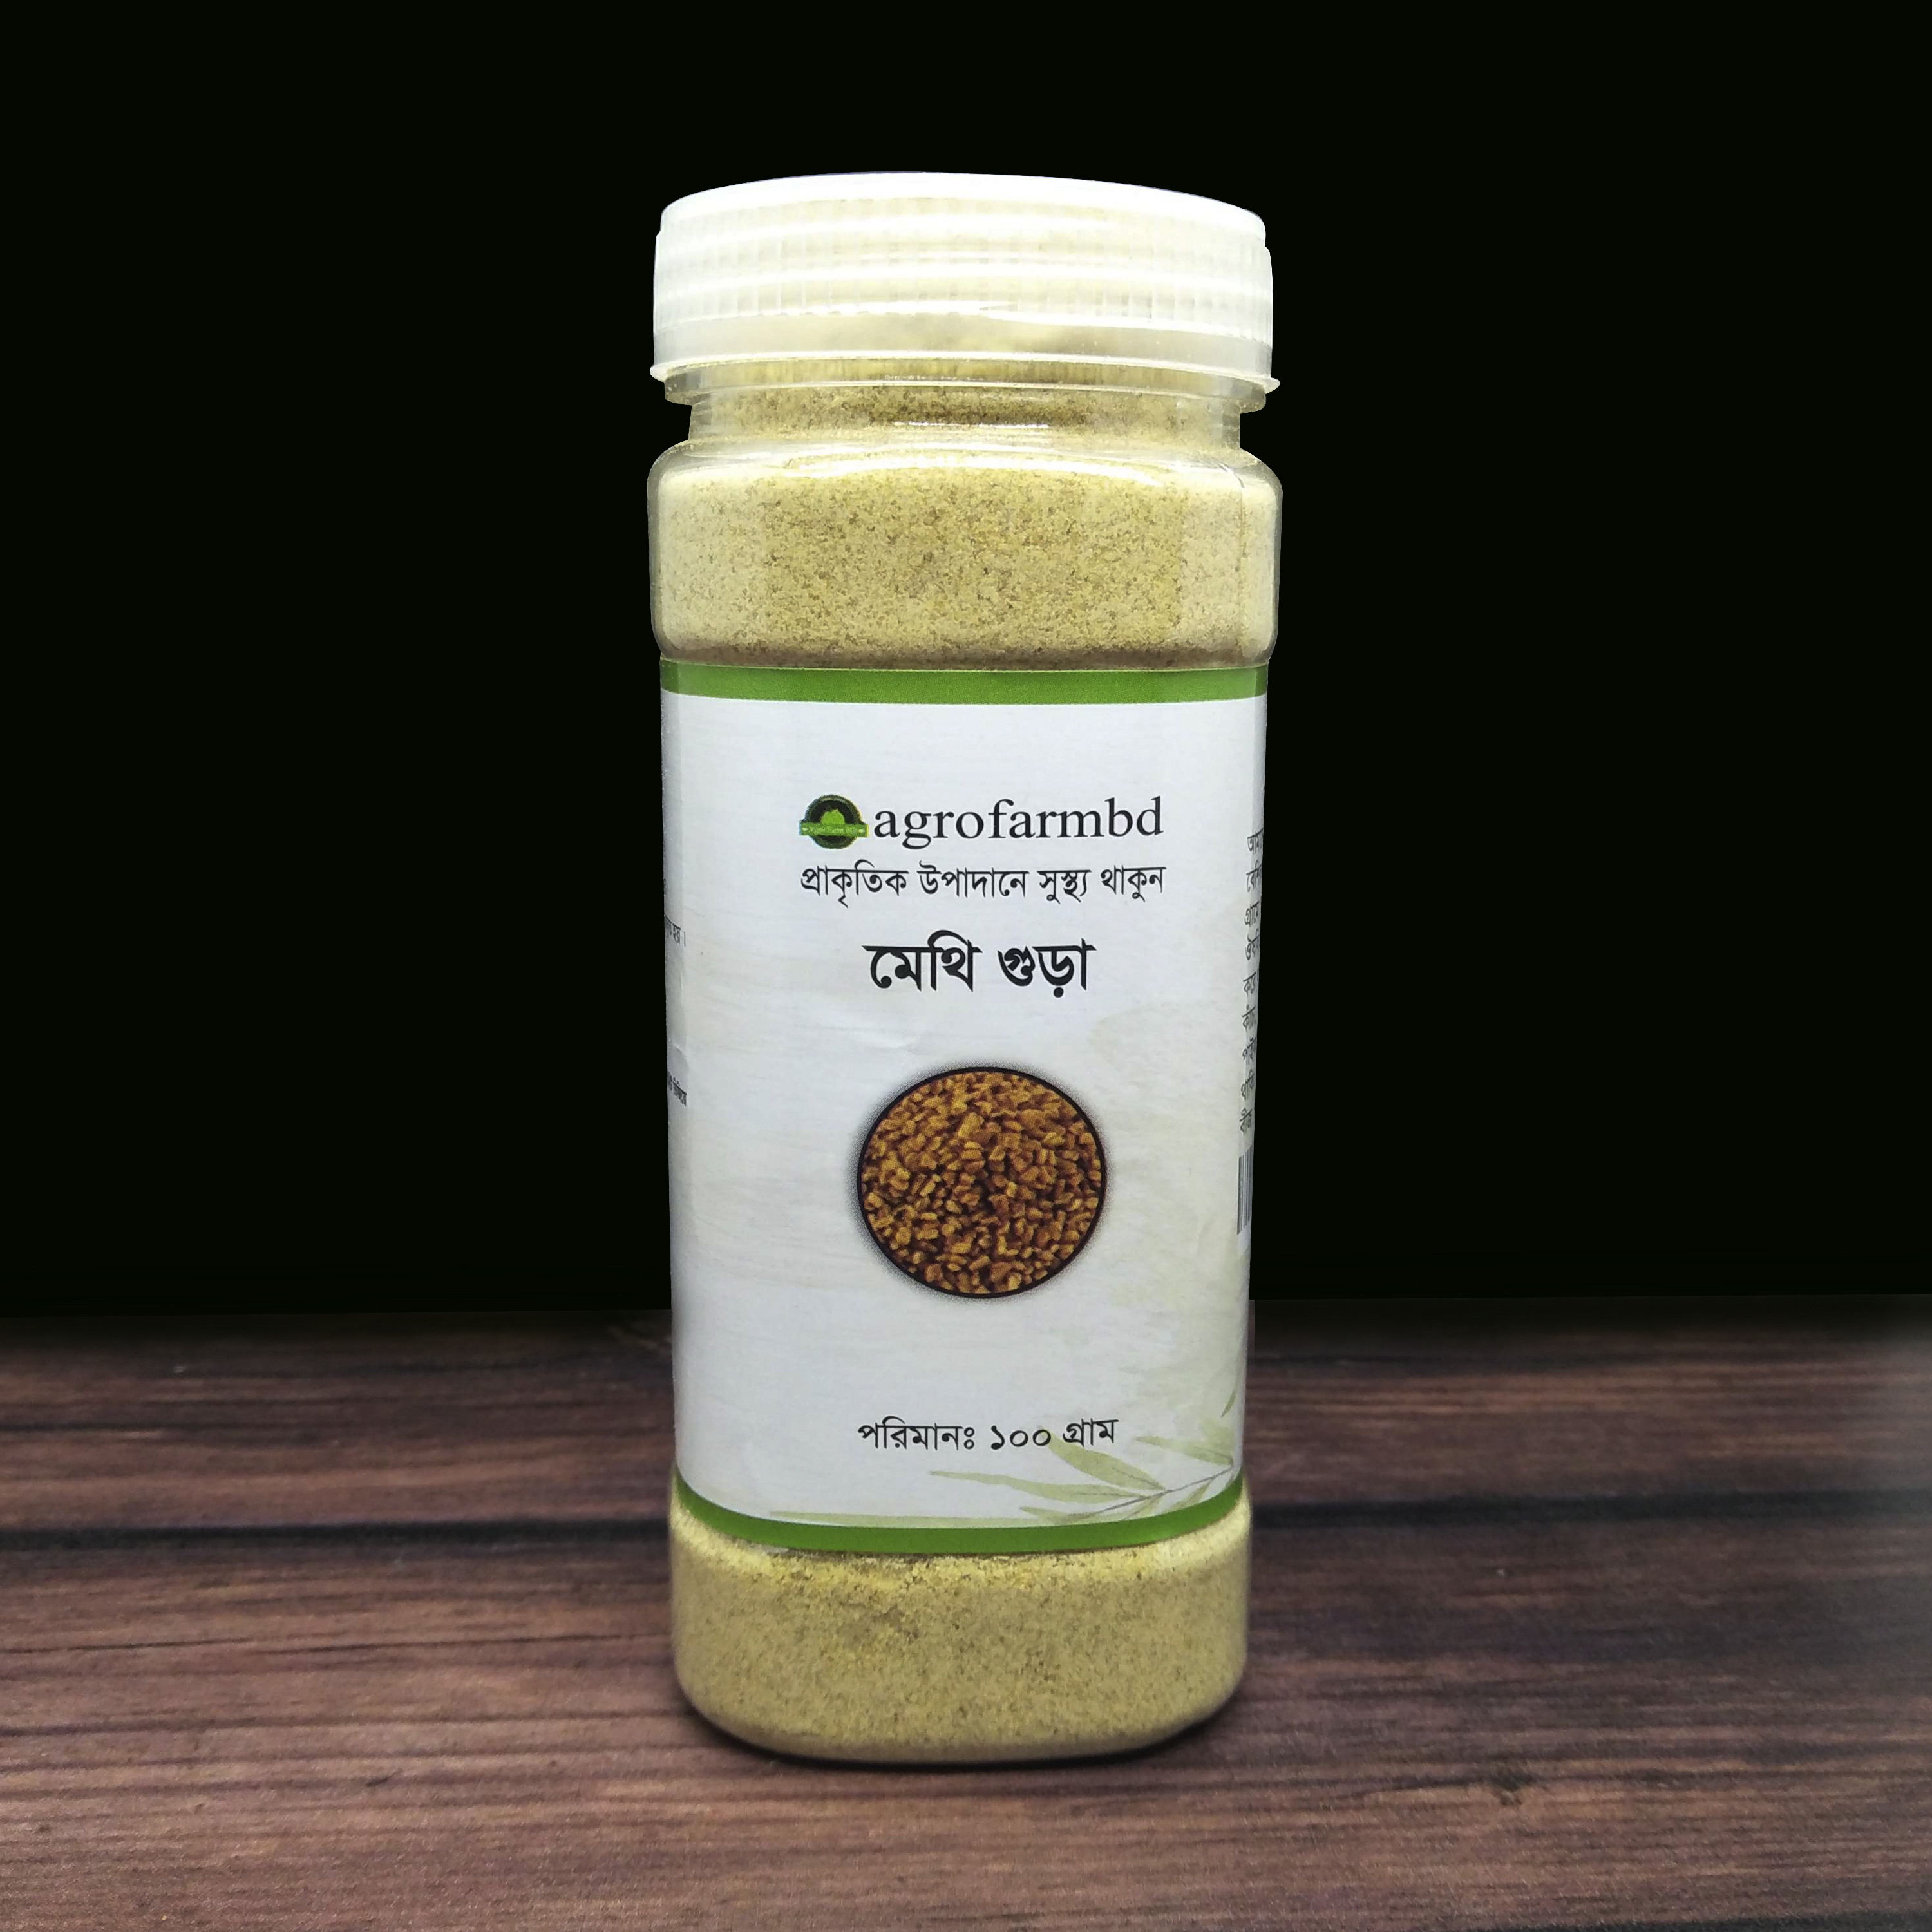 agrofarmbd
প্রাকৃতিক উপাদানে সুস্থ্য থাকুন
মেথি গুড়া
পরিমানঃ ১০০ গ্রাম